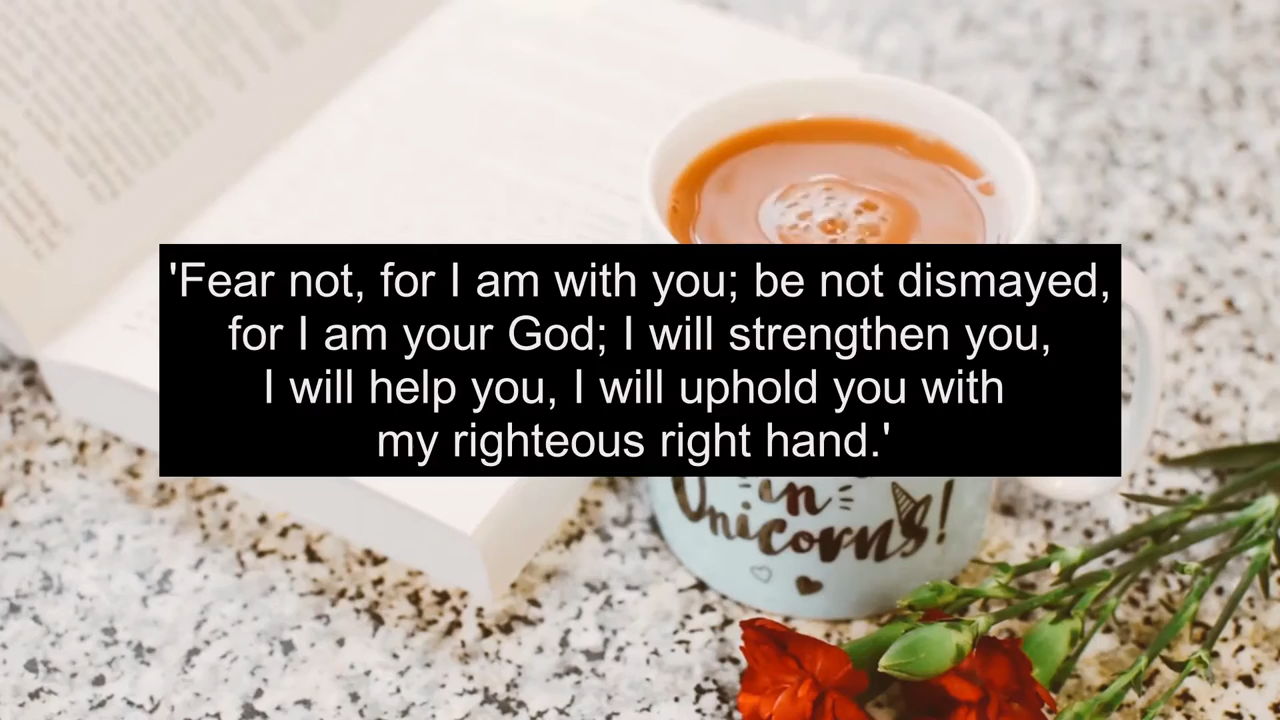 'Fear not, for I am with you; be not dismayed,
for I am your God; I will strengthen you,
I will help you, I will uphold you with
my righteous right hand.'
in
Unicorns!